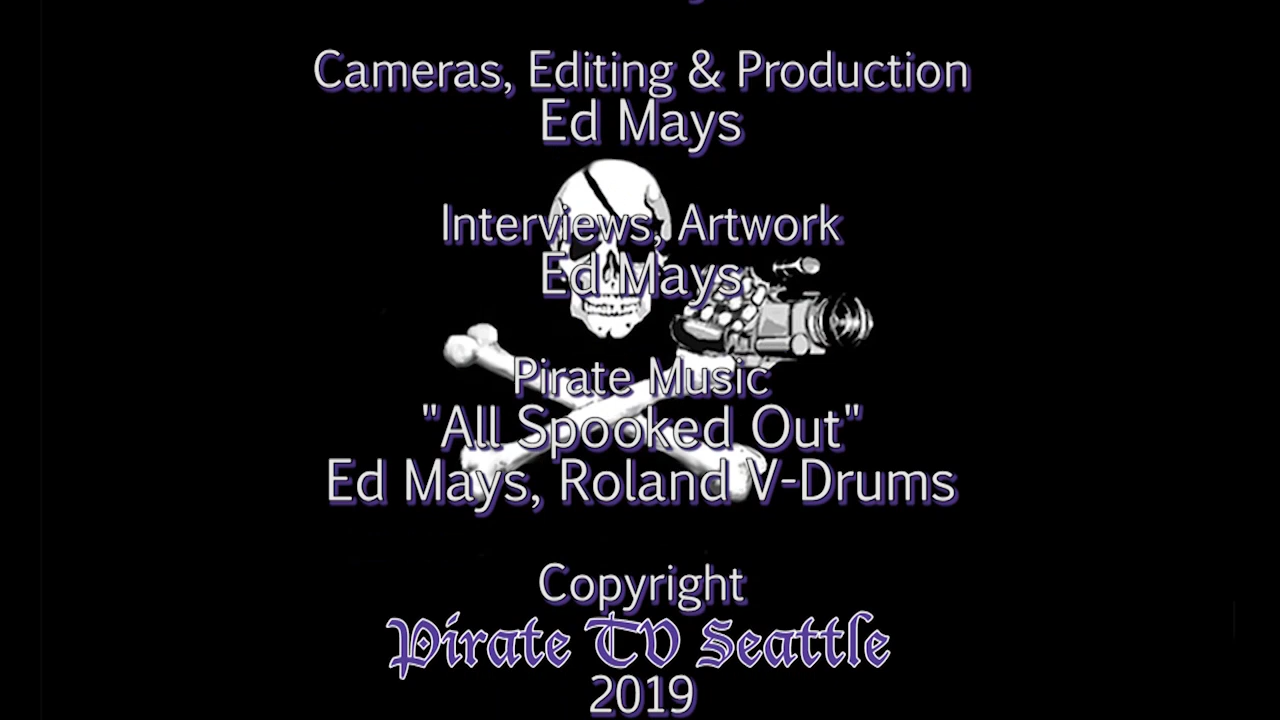 Cameras, Editing & Production
Ed Mays
Interviews, Artwork
Ed Mays
Pirate Music
"All Spooked Out"
Ed Mays, Roland V-Drums
Copyright
Pirate TV Seattle
2019